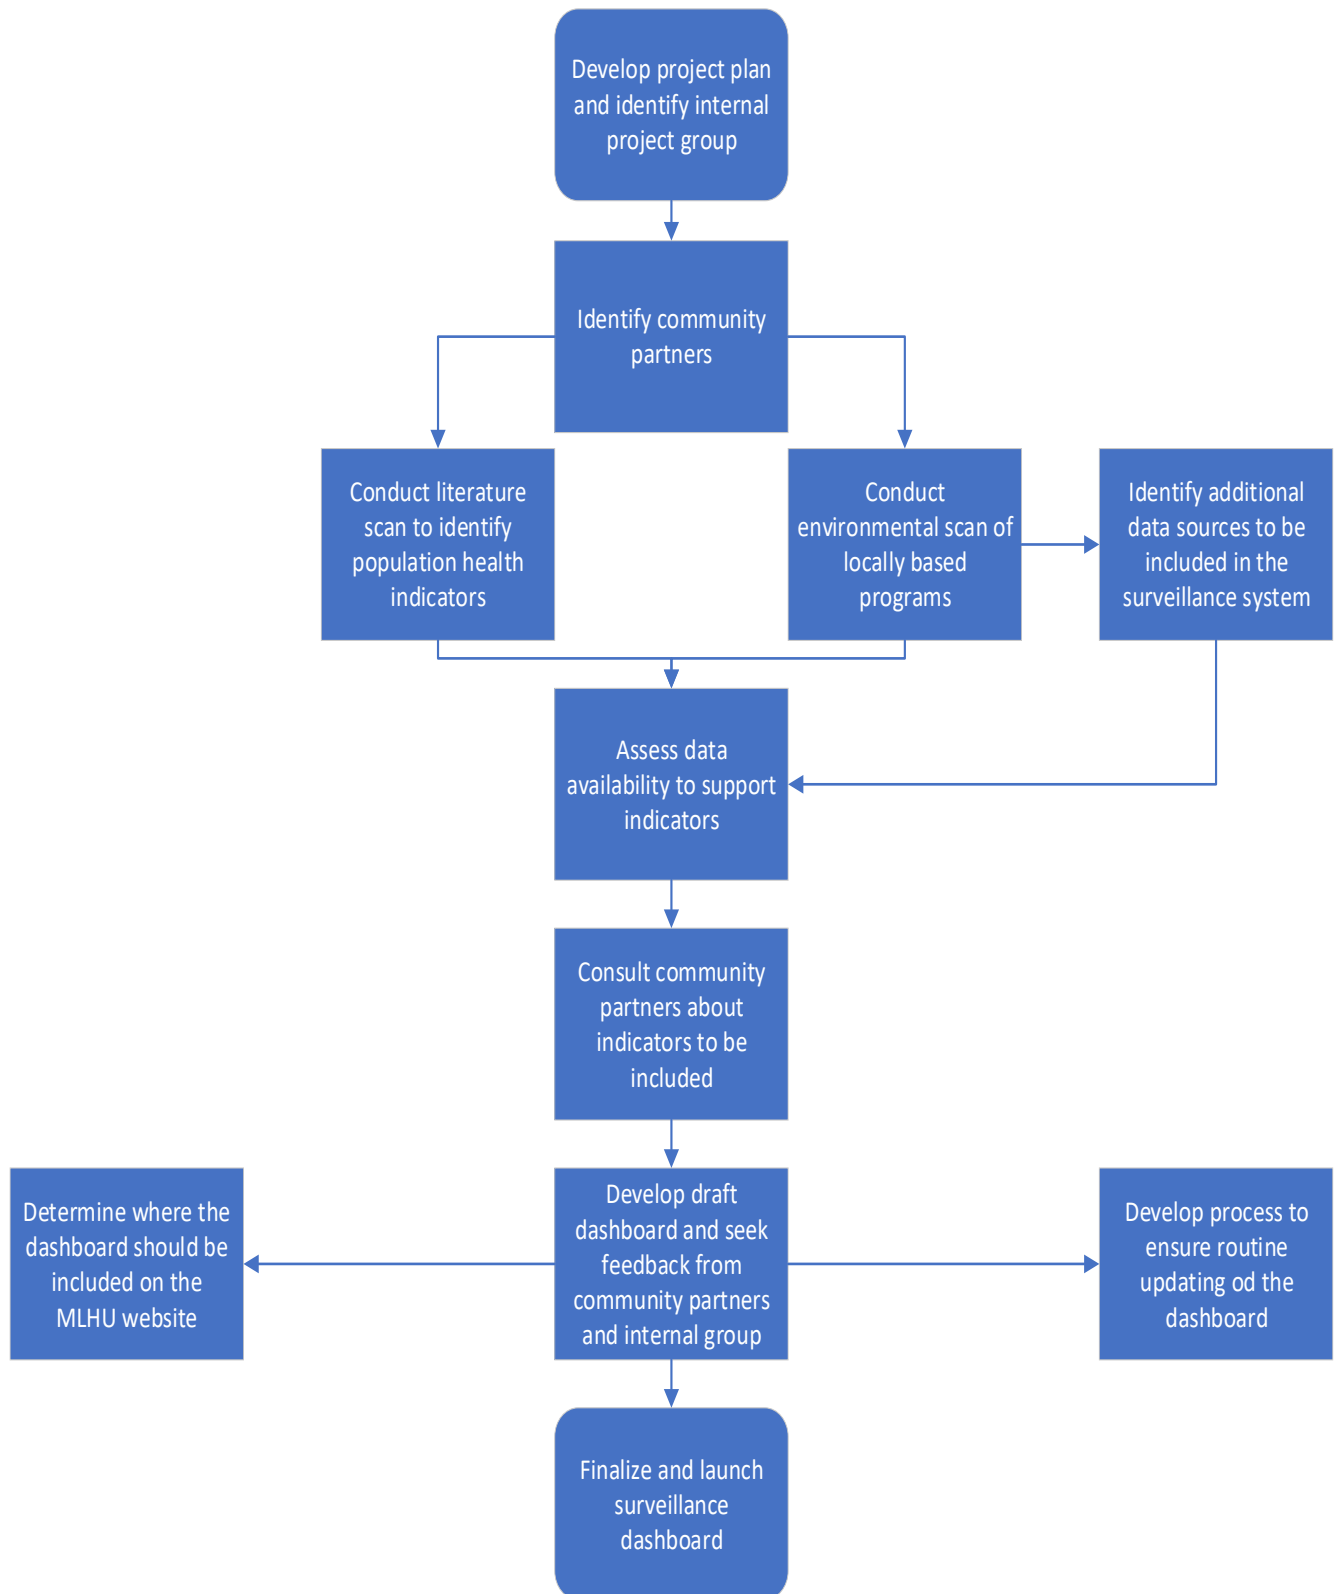 Develop project plan
and identify internal
project group
Identify community
partners
Conduct literature
scan to identify
population health
indicators
Conduct
environmental scan of
locally based
programs
Identify additional
data sources to be
included in the
surveillance system
Assess data
availability to support
indicators
Consult community
partners about
indicators to be
included
Determine where the
dashboard should be
included on the
MLHU website
Develop draft
dashboard and seek
feedback from
community partners
and internal group
Develop process to
ensure routine
updating od the
dashboard
Finalize and launch
surveillance
dashboard